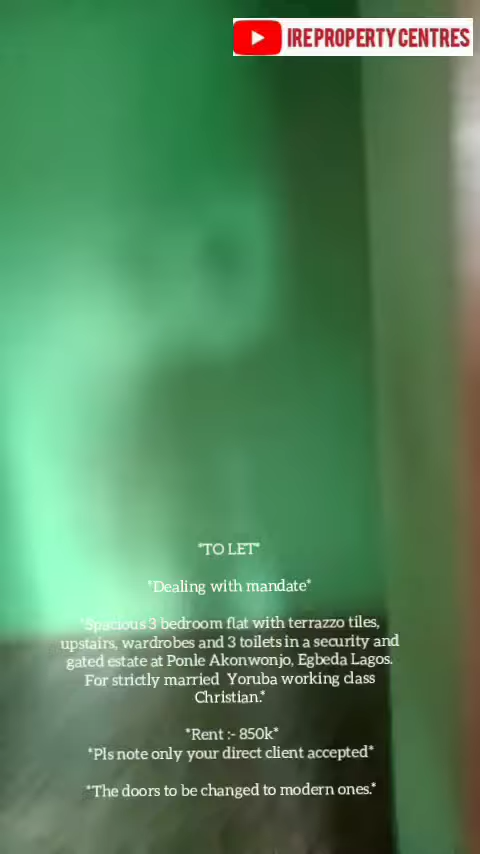 IRE PROPERTY CENTRES
*TO LET*
*Dealing with mandate*
*Spacious 3 bedroom flat with terrazzo tiles,
upstairs, wardrobes and 3 toilets in a security and
gated estate at Ponle Akonwonjo, Egbeda Lagos.
For strictly married Yoruba working class
Christian.*
*Rent :- 850k*
*Pls note only your direct client accepted*
*The doors to be changed to modern ones.*